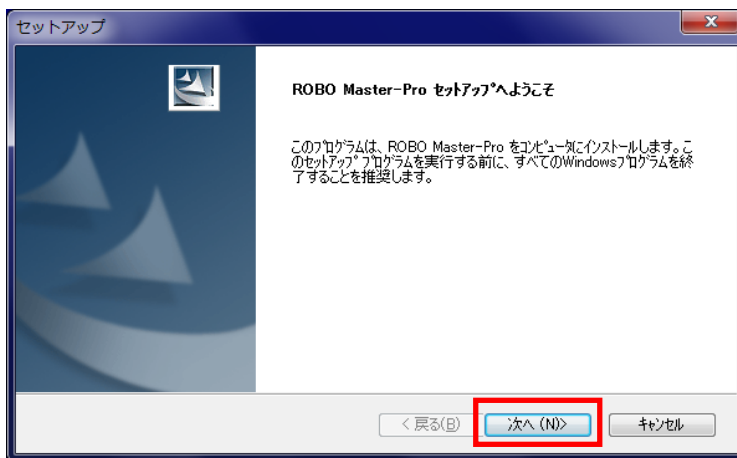 セットアップ
ROBO Master-Pro ｾｯﾄｱｯﾌﾟへようこそ
このﾌﾟﾛｸﾞﾗﾑは、ROBO Master-Pro をｺﾝﾋﾟｭｰﾀにｲﾝｽﾄｰﾙします。こ
のｾｯﾄｱｯﾌﾟ ﾌﾟﾛｸﾞﾗﾑを実行する前に、すべてのWindowsﾌﾟﾛｸﾞﾗﾑを終
了することを推奨します。
< 戻る(B)
次へ (N)>
ｷｬﾝｾﾙ